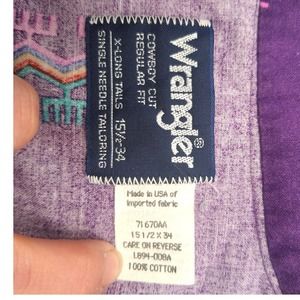 Wrangler
COWBOY CUT
REGULAR FIT
X-LONG TAILS 15½-34
SINGLE NEEDLE TAILORING
Made in USA of
imported fabric
71670AA
15 1/2 X 34
CARE ON REVERSE
L894-008A
100% COTTON